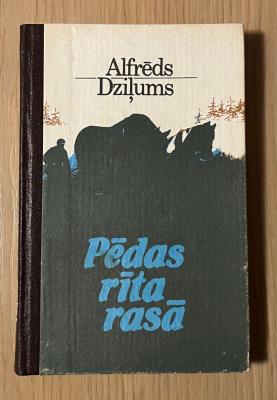 Alfrēds
Dziļums
Pēdas
rīta
rasā